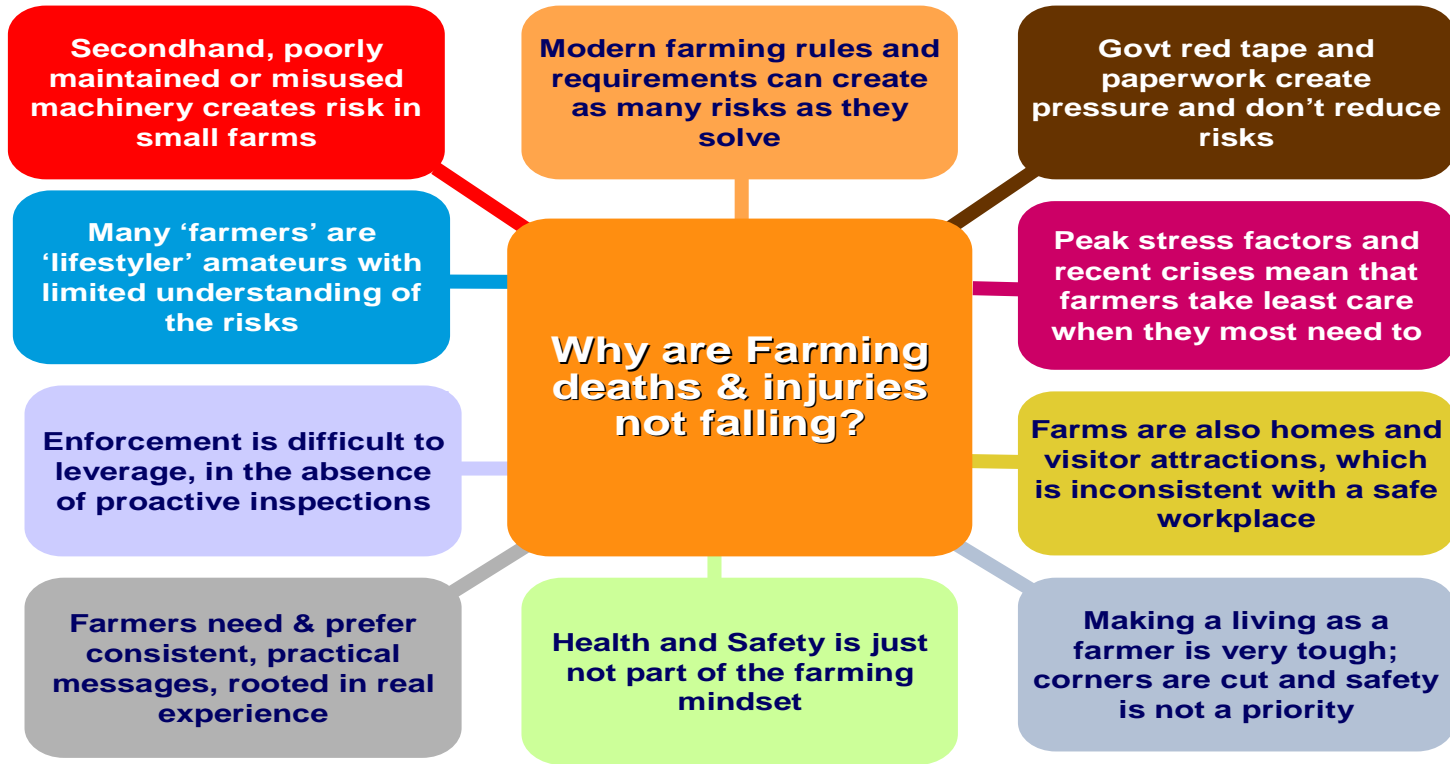 Secondhand, poorly
maintained or misused
machinery creates risk in
small farms
Modern farming rules and
requirements can create
as many risks as they
solve
Govt red tape and
paperwork create
pressure and don’t reduce
risks
Many ‘farmers’ are
‘lifestyler’ amateurs with
limited understanding of
the risks
Why are Farming
deaths & injuries
not falling?
Peak stress factors and
recent crises mean that
farmers take least care
when they most need to
Enforcement is difficult to
leverage, in the absence
of proactive inspections
Farms are also homes and
visitor attractions, which
is inconsistent with a safe
workplace
Farmers need & prefer
consistent, practical
messages, rooted in real
experience
Health and Safety is just
not part of the farming
mindset
Making a living as a
farmer is very tough;
corners are cut and safety
is not a priority